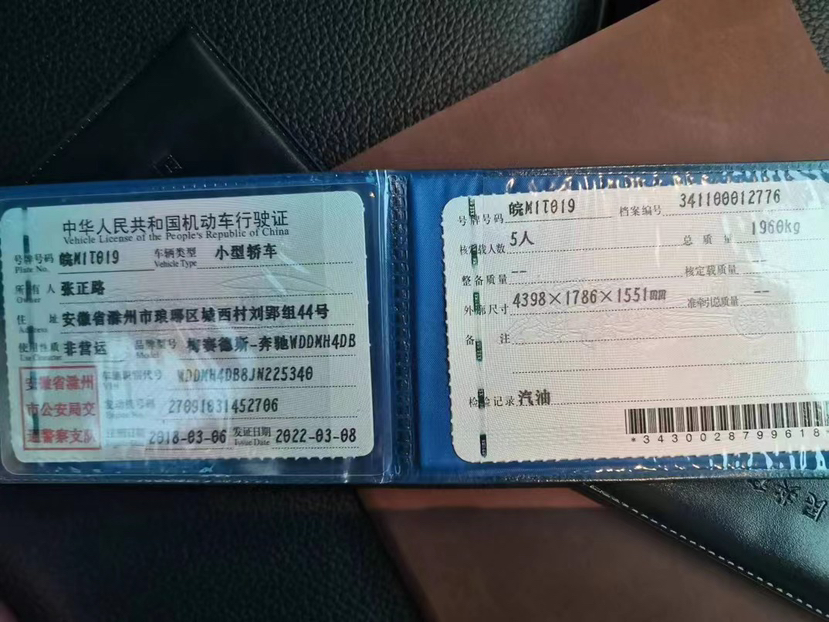 中华人民共和国机动车行驶证
Vehicle License of the People's Republic of China
号牌号码 皖M1T019 车辆类型 小型轿车
Plate No. Vehicle Type
所有人 张正路
Owner
住址 安徽省滁州市琅琊区城西村刘郢组44号
Address
使用性质 非营运 品牌型号 梅赛德斯-奔驰WDDMH4DB
Use Character Model
车辆识别代号 WDDMH4DB8JN225340
VIN
发动机号码 27091031452706
注册日期 2018-03-06 发证日期 2022-03-08
Issue Date
安徽省滁州
市公安局交
通警察支队
号牌号码 皖M1T019 档案编号 341100012776
核定载人数 5人 总质量 1960kg
整备质量 -- 核定载质量 --
外廓尺寸 4398×1786×1551mm 准牵引总质量 --
备注
检验记录 汽油
*3430028799618*